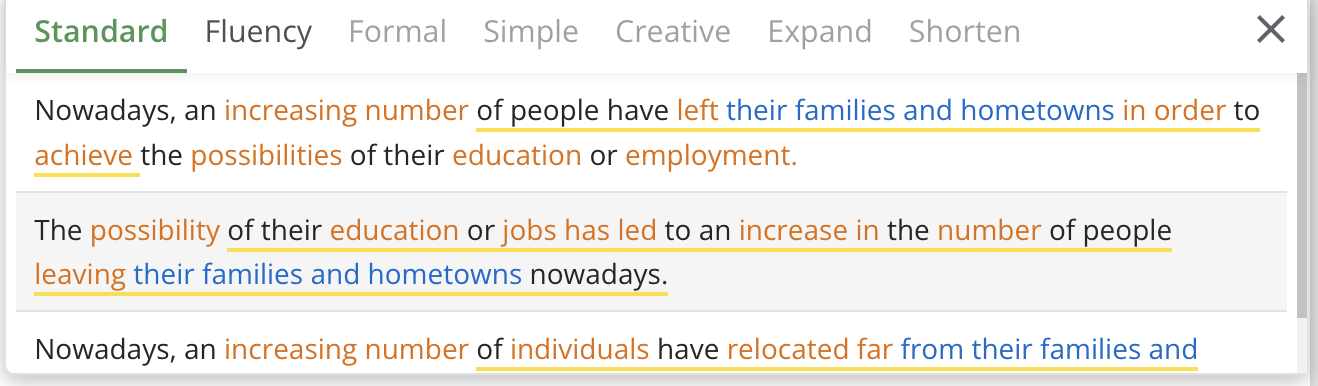 Standard Fluency Formal Simple Creative Expand Shorten
Nowadays, an increasing number of people have left their families and hometowns in order to
achieve the possibilities of their education or employment.
The possibility of their education or jobs has led to an increase in the number of people
leaving their families and hometowns nowadays.
Nowadays, an increasing number of individuals have relocated far from their families and